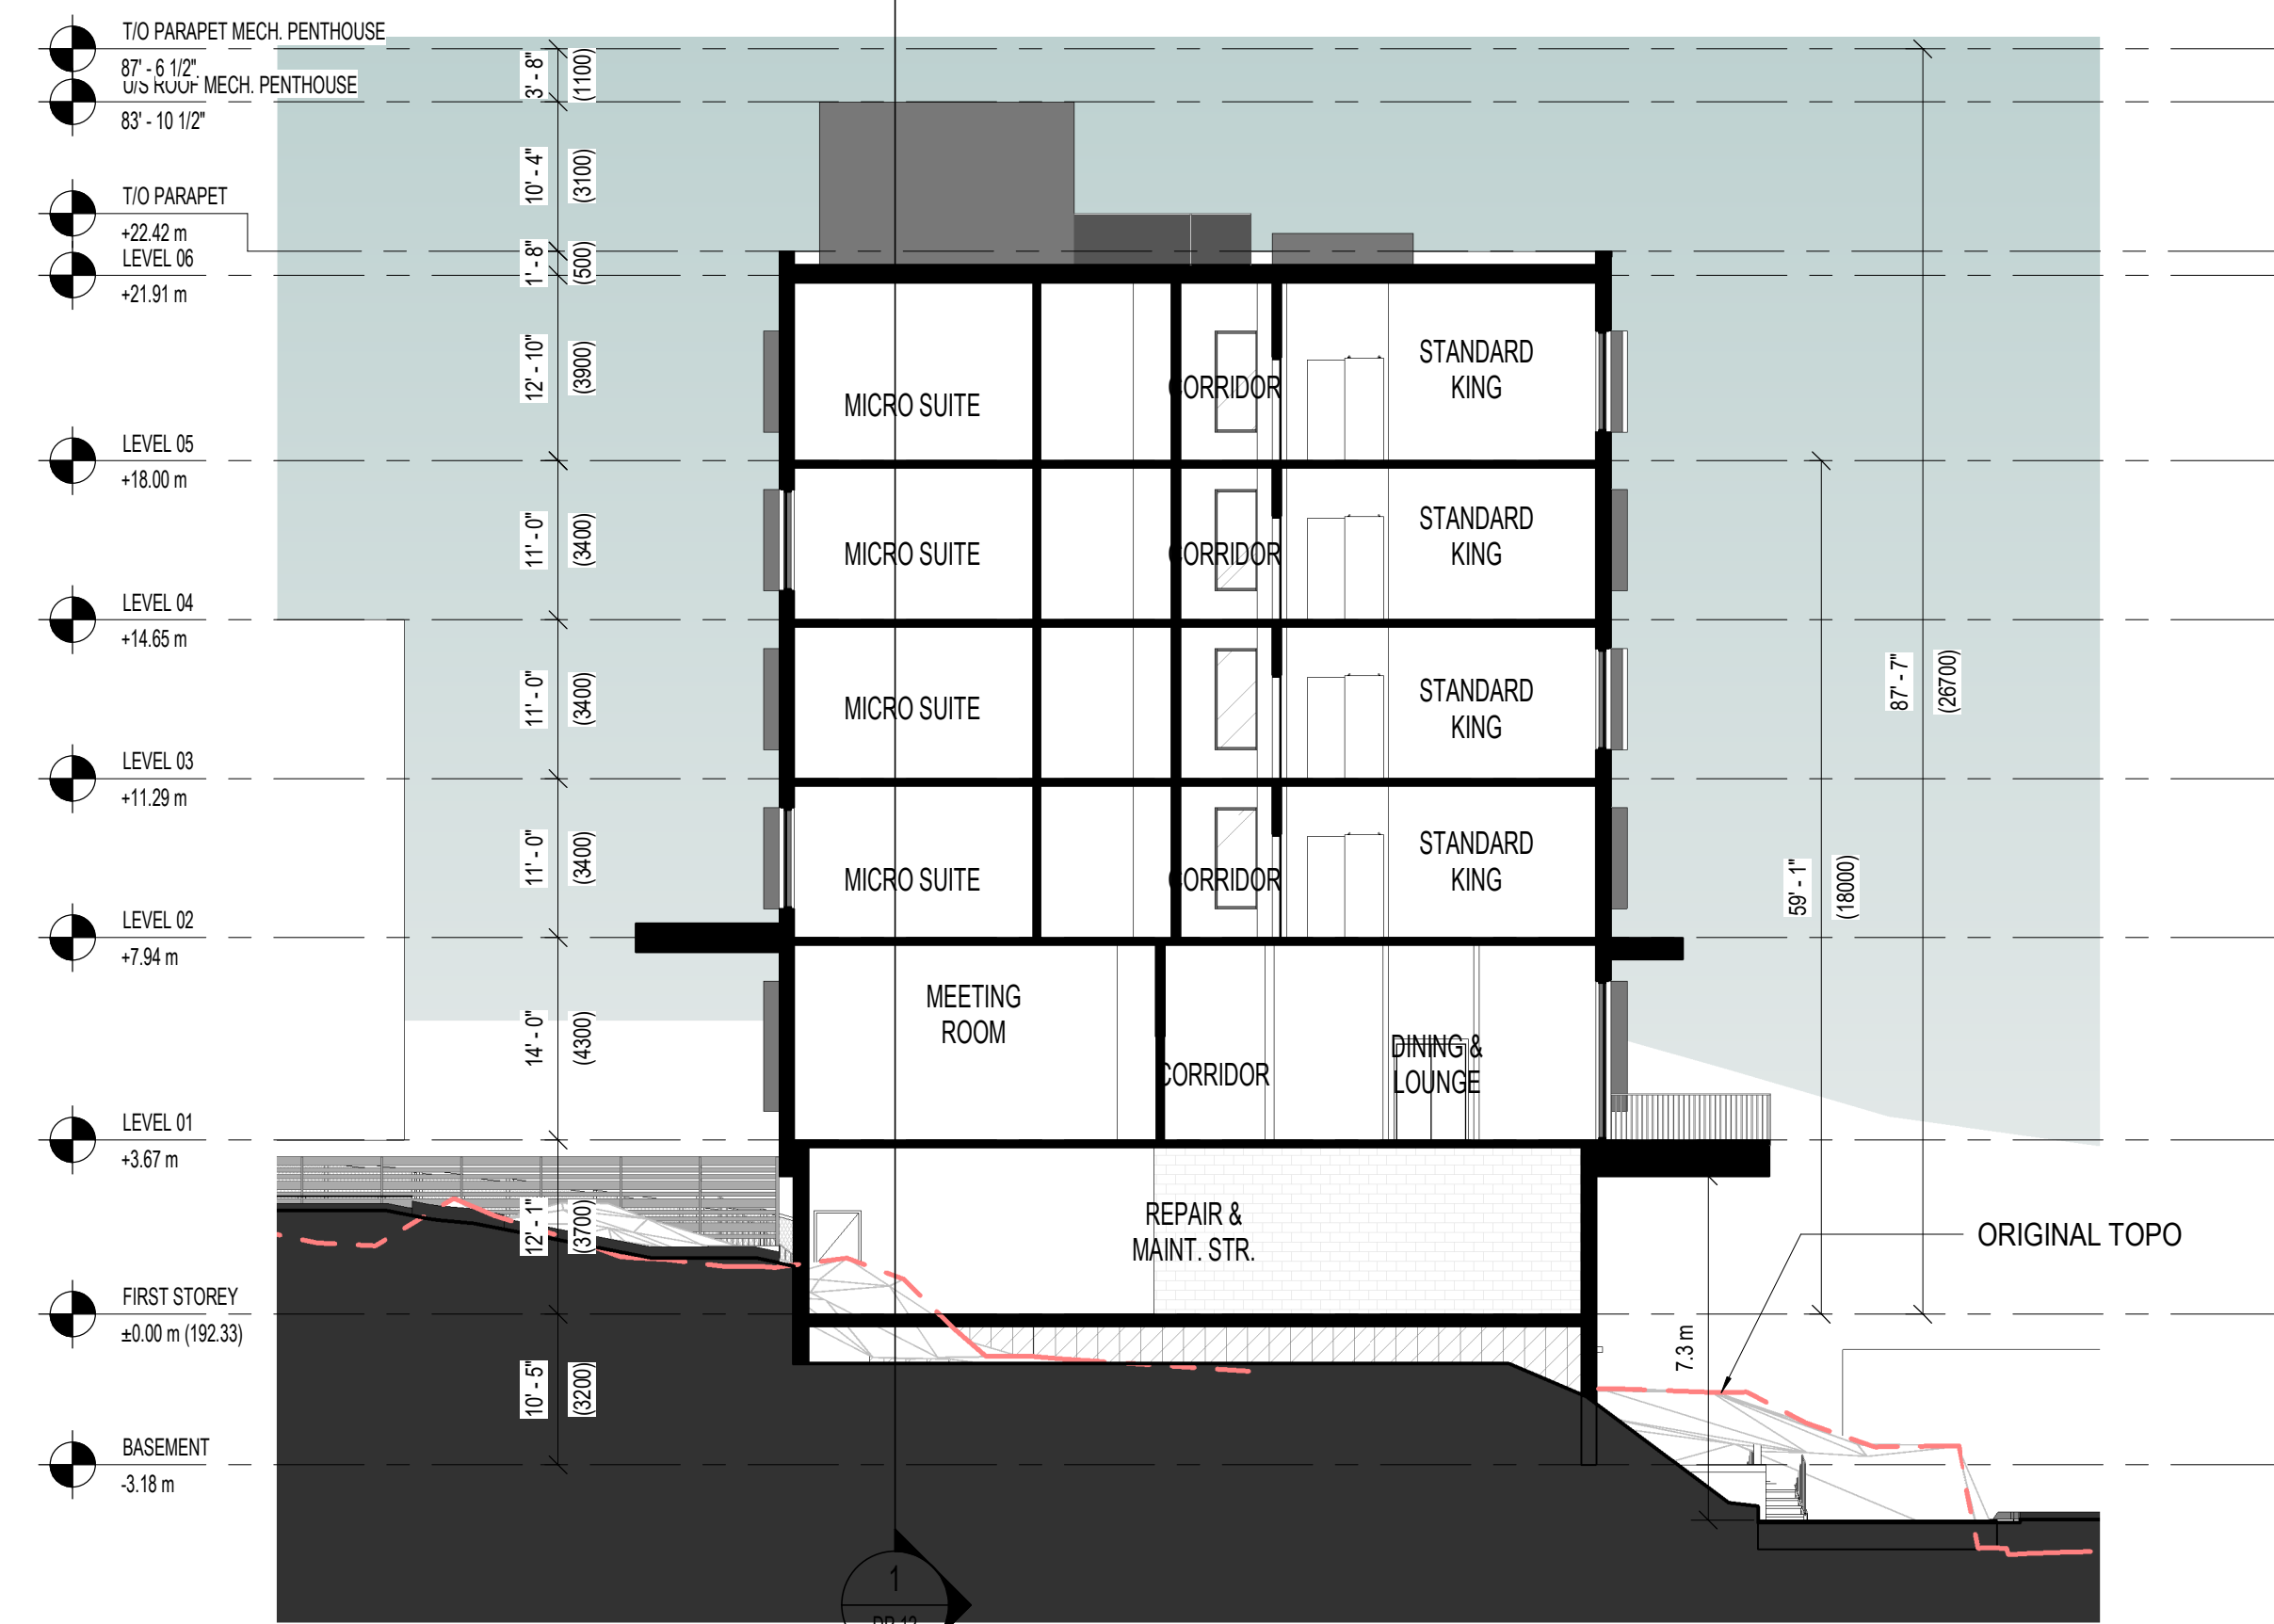 T/O PARAPET MECH. PENTHOUSE
87' - 6 1/2"
U/S ROOF MECH. PENTHOUSE
83' - 10 1/2"
T/O PARAPET
+22.42 m
LEVEL 06
+21.91 m
LEVEL 05
+18.00 m
LEVEL 04
+14.65 m
LEVEL 03
+11.29 m
LEVEL 02
+7.94 m
LEVEL 01
+3.67 m
FIRST STOREY
±0.00 m (192.33)
BASEMENT
-3.18 m
3' - 8"
(1100)
10' - 4"
(3100)
1' - 8"
(500)
12' - 10"
(3900)
11' - 0"
(3400)
11' - 0"
(3400)
11' - 0"
(3400)
14' - 0"
(4300)
12' - 1"
(3700)
10' - 5"
(3200)
MICRO SUITE
CORRIDOR
STANDARD
KING
MICRO SUITE
CORRIDOR
STANDARD
KING
MICRO SUITE
STANDARD
KING
MICRO SUITE
CORRIDOR
STANDARD
KING
MEETING
ROOM
CORRIDOR
DINING &
LOUNGE
REPAIR &
MAINT. STR.
59' - 1"
(18000)
87' - 7"
(26700)
7.3 m
ORIGINAL TOPO
1